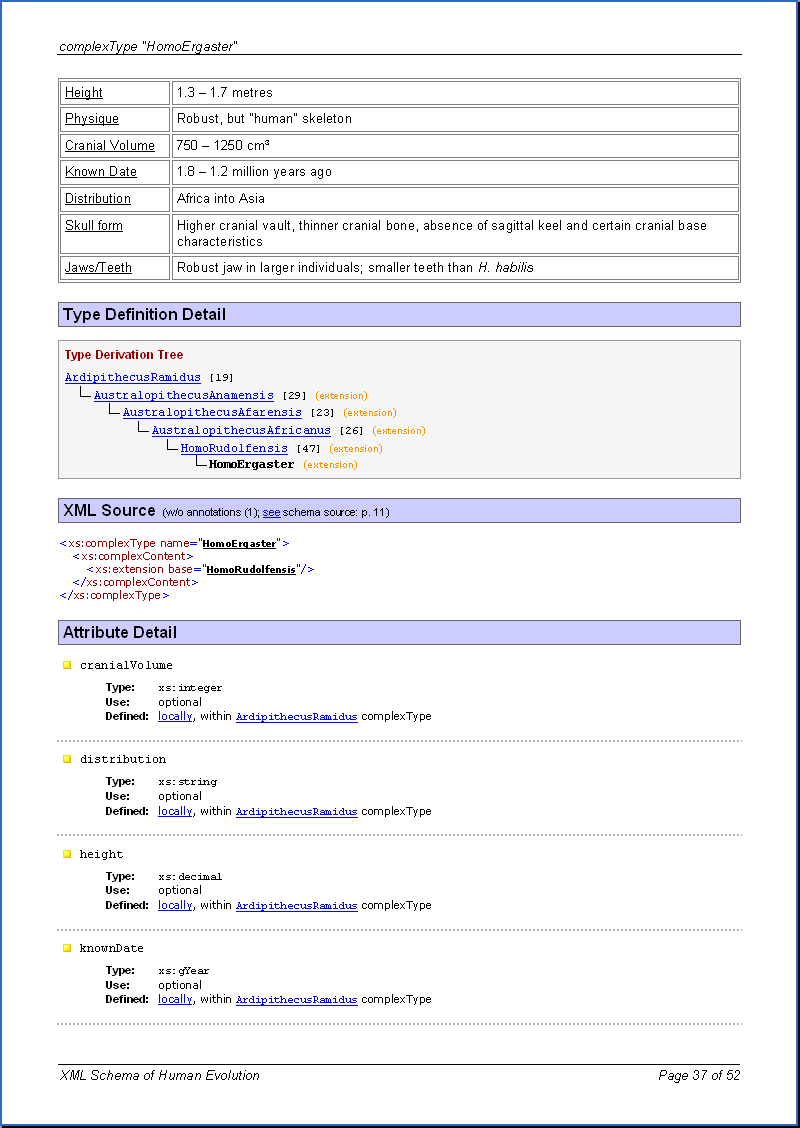 complexType "HomoErgaster"
Height 1.3 – 1.7 metres
Physique Robust, but "human" skeleton
Cranial Volume 750 – 1250 cm³
Known Date 1.8 – 1.2 million years ago
Distribution Africa into Asia
Skull form Higher cranial vault, thinner cranial bone, absence of sagittal keel and certain cranial base
characteristics
Jaws/Teeth Robust jaw in larger individuals; smaller teeth than H. habilis
Type Definition Detail
Type Derivation Tree
ArdipithecusRamidus [19]
AustralopithecusAnamensis [29] (extension)
AustralopithecusAfarensis [23] (extension)
AustralopithecusAfricanus [26] (extension)
HomoRudolfensis [47] (extension)
HomoErgaster (extension)
XML Source (w/o annotations (1); see schema source: p. 11)
<xs:complexType name="HomoErgaster">
<xs:complexContent>
<xs:extension base="HomoRudolfensis"/>
</xs:complexContent>
</xs:complexType>
Attribute Detail
cranialVolume
Type: xs:integer
Use: optional
Defined: locally, within ArdipithecusRamidus complexType
distribution
Type: xs:string
Use: optional
Defined: locally, within ArdipithecusRamidus complexType
height
Type: xs:decimal
Use: optional
Defined: locally, within ArdipithecusRamidus complexType
knownDate
Type: xs:gYear
Use: optional
Defined: locally, within ArdipithecusRamidus complexType
XML Schema of Human Evolution Page 37 of 52